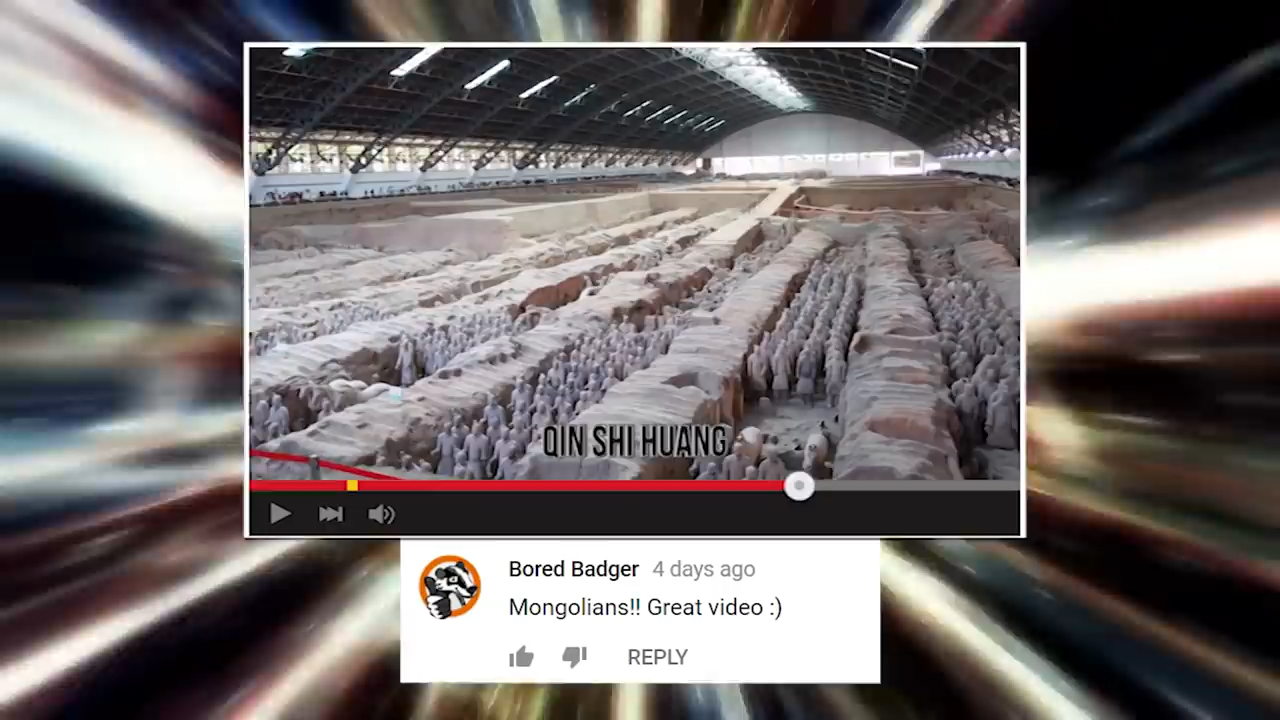 QIN SHI HUANG
Bored Badger 4 days ago
Mongolians!! Great video :)
REPLY